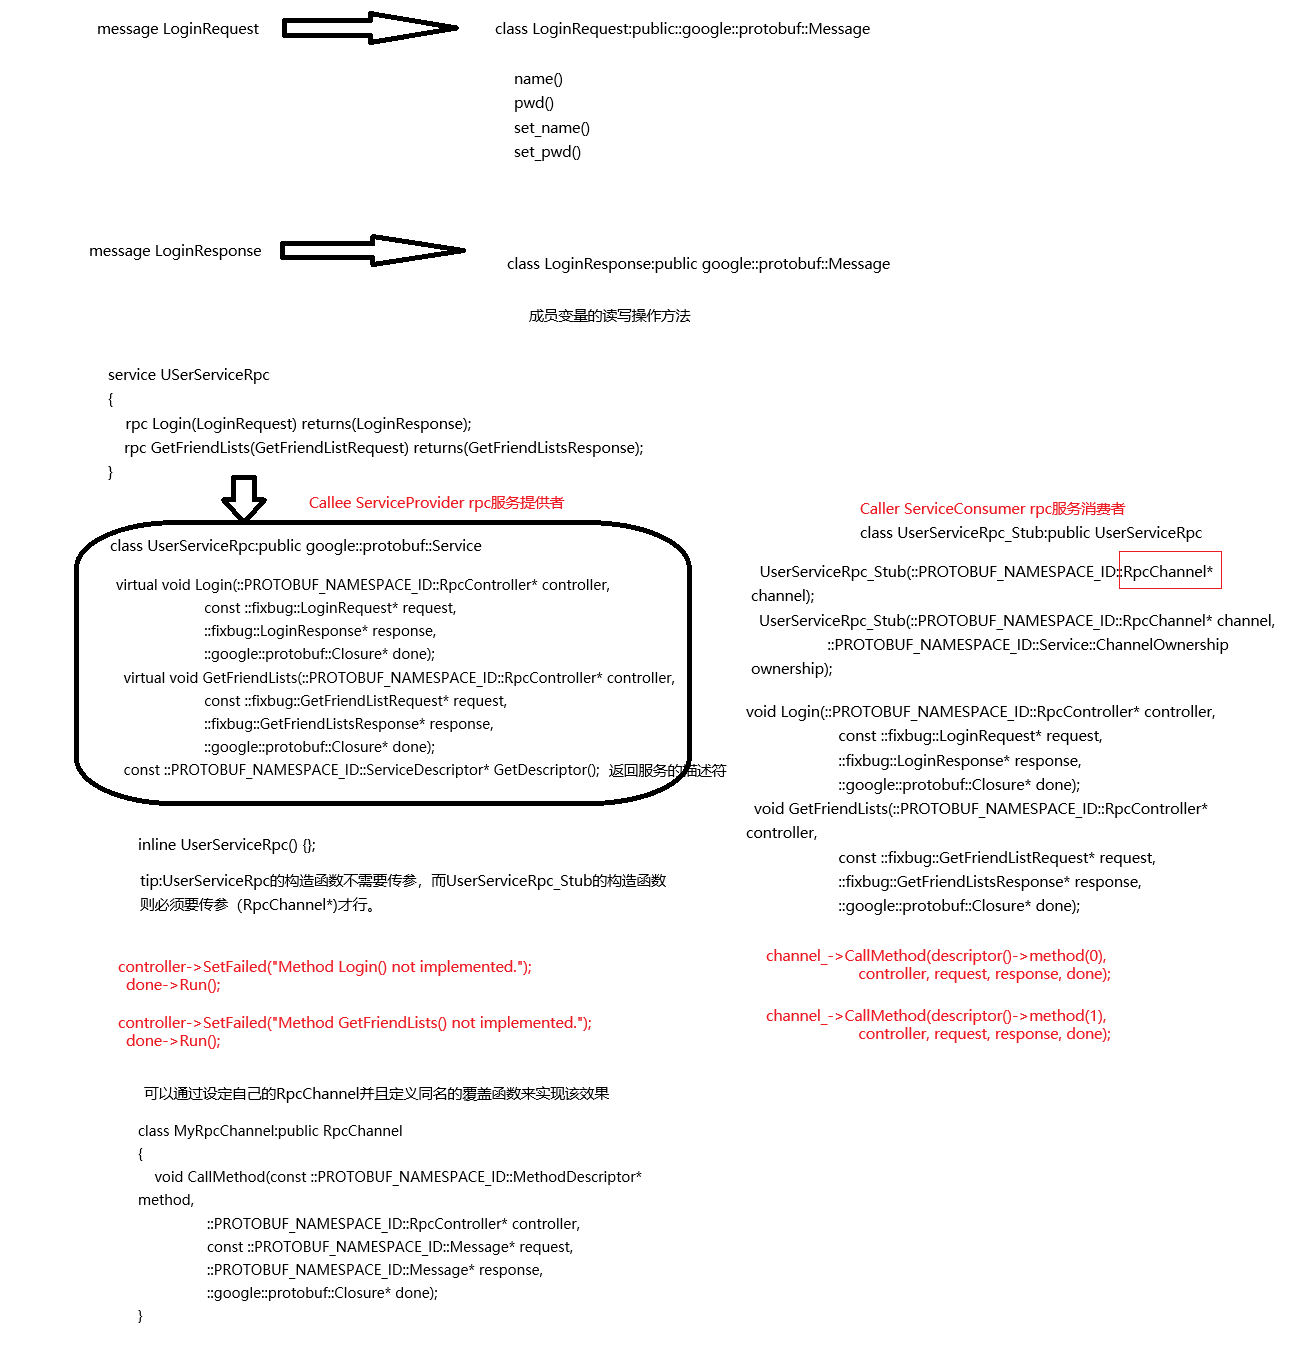 message LoginRequest
class LoginRequest:public::google::protobuf::Message
name()
pwd()
set_name()
set_pwd()
message LoginResponse
class LoginResponse:public google::protobuf::Message
成员变量的读写操作方法
service USerServiceRpc
{
rpc Login(LoginRequest) returns(LoginResponse);
rpc GetFriendLists(GetFriendListRequest) returns(GetFriendListsResponse);
}
Callee ServiceProvider rpc服务提供者
class UserServiceRpc:public google::protobuf::Service
virtual void Login(::PROTOBUF_NAMESPACE_ID::RpcController* controller,
const ::fixbug::LoginRequest* request,
::fixbug::LoginResponse* response,
::google::protobuf::Closure* done);
virtual void GetFriendLists(::PROTOBUF_NAMESPACE_ID::RpcController* controller,
const ::fixbug::GetFriendListRequest* request,
::fixbug::GetFriendListsResponse* response,
::google::protobuf::Closure* done);
const ::PROTOBUF_NAMESPACE_ID::ServiceDescriptor* GetDescriptor(); 返回服务的描述符
inline UserServiceRpc() {};
tip:UserServiceRpc的构造函数不需要传参，而UserServiceRpc_Stub的构造函数
则必须要传参（RpcChannel*)才行。
controller->SetFailed("Method Login() not implemented.");
done->Run();
controller->SetFailed("Method GetFriendLists() not implemented.");
done->Run();
可以通过设定自己的RpcChannel并且定义同名的覆盖函数来实现该效果
class MyRpcChannel:public RpcChannel
{
void CallMethod(const ::PROTOBUF_NAMESPACE_ID::MethodDescriptor*
method,
::PROTOBUF_NAMESPACE_ID::RpcController* controller,
const ::PROTOBUF_NAMESPACE_ID::Message* request,
::PROTOBUF_NAMESPACE_ID::Message* response,
::google::protobuf::Closure* done);
}
Caller ServiceConsumer rpc服务消费者
class UserServiceRpc_Stub:public UserServiceRpc
UserServiceRpc_Stub(::PROTOBUF_NAMESPACE_ID::RpcChannel*
channel);
UserServiceRpc_Stub(::PROTOBUF_NAMESPACE_ID::RpcChannel* channel,
::PROTOBUF_NAMESPACE_ID::Service::ChannelOwnership
ownership);
void Login(::PROTOBUF_NAMESPACE_ID::RpcController* controller,
const ::fixbug::LoginRequest* request,
::fixbug::LoginResponse* response,
::google::protobuf::Closure* done);
void GetFriendLists(::PROTOBUF_NAMESPACE_ID::RpcController*
controller,
const ::fixbug::GetFriendListRequest* request,
::fixbug::GetFriendListsResponse* response,
::google::protobuf::Closure* done);
channel_->CallMethod(descriptor()->method(0),
controller, request, response, done);
channel_->CallMethod(descriptor()->method(1),
controller, request, response, done);